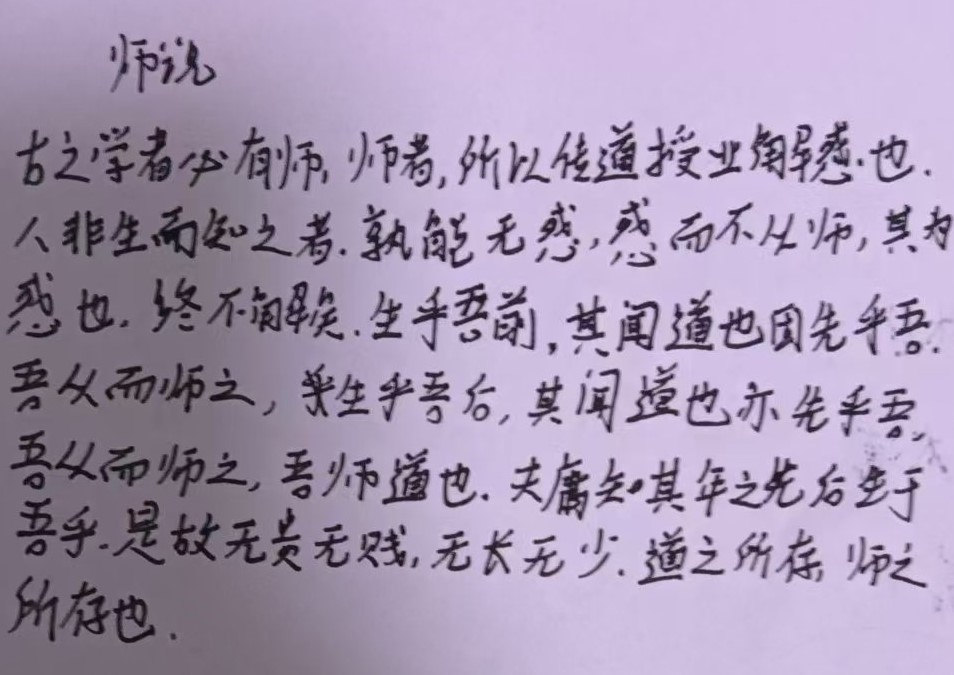 师说
古之学者必有师,师者,所以传道授业解惑也.
人非生而知之者.孰能无惑,惑而不从师,其为
惑也.终不解矣.生乎吾前,其闻道也固先乎吾.
吾从而师之,生乎吾后,其闻道也亦先乎吾,
吾从而师之,吾师道也.夫庸知其年之先后生于
吾乎.是故无贵无贱,无长无少.道之所存,师之
所存也.